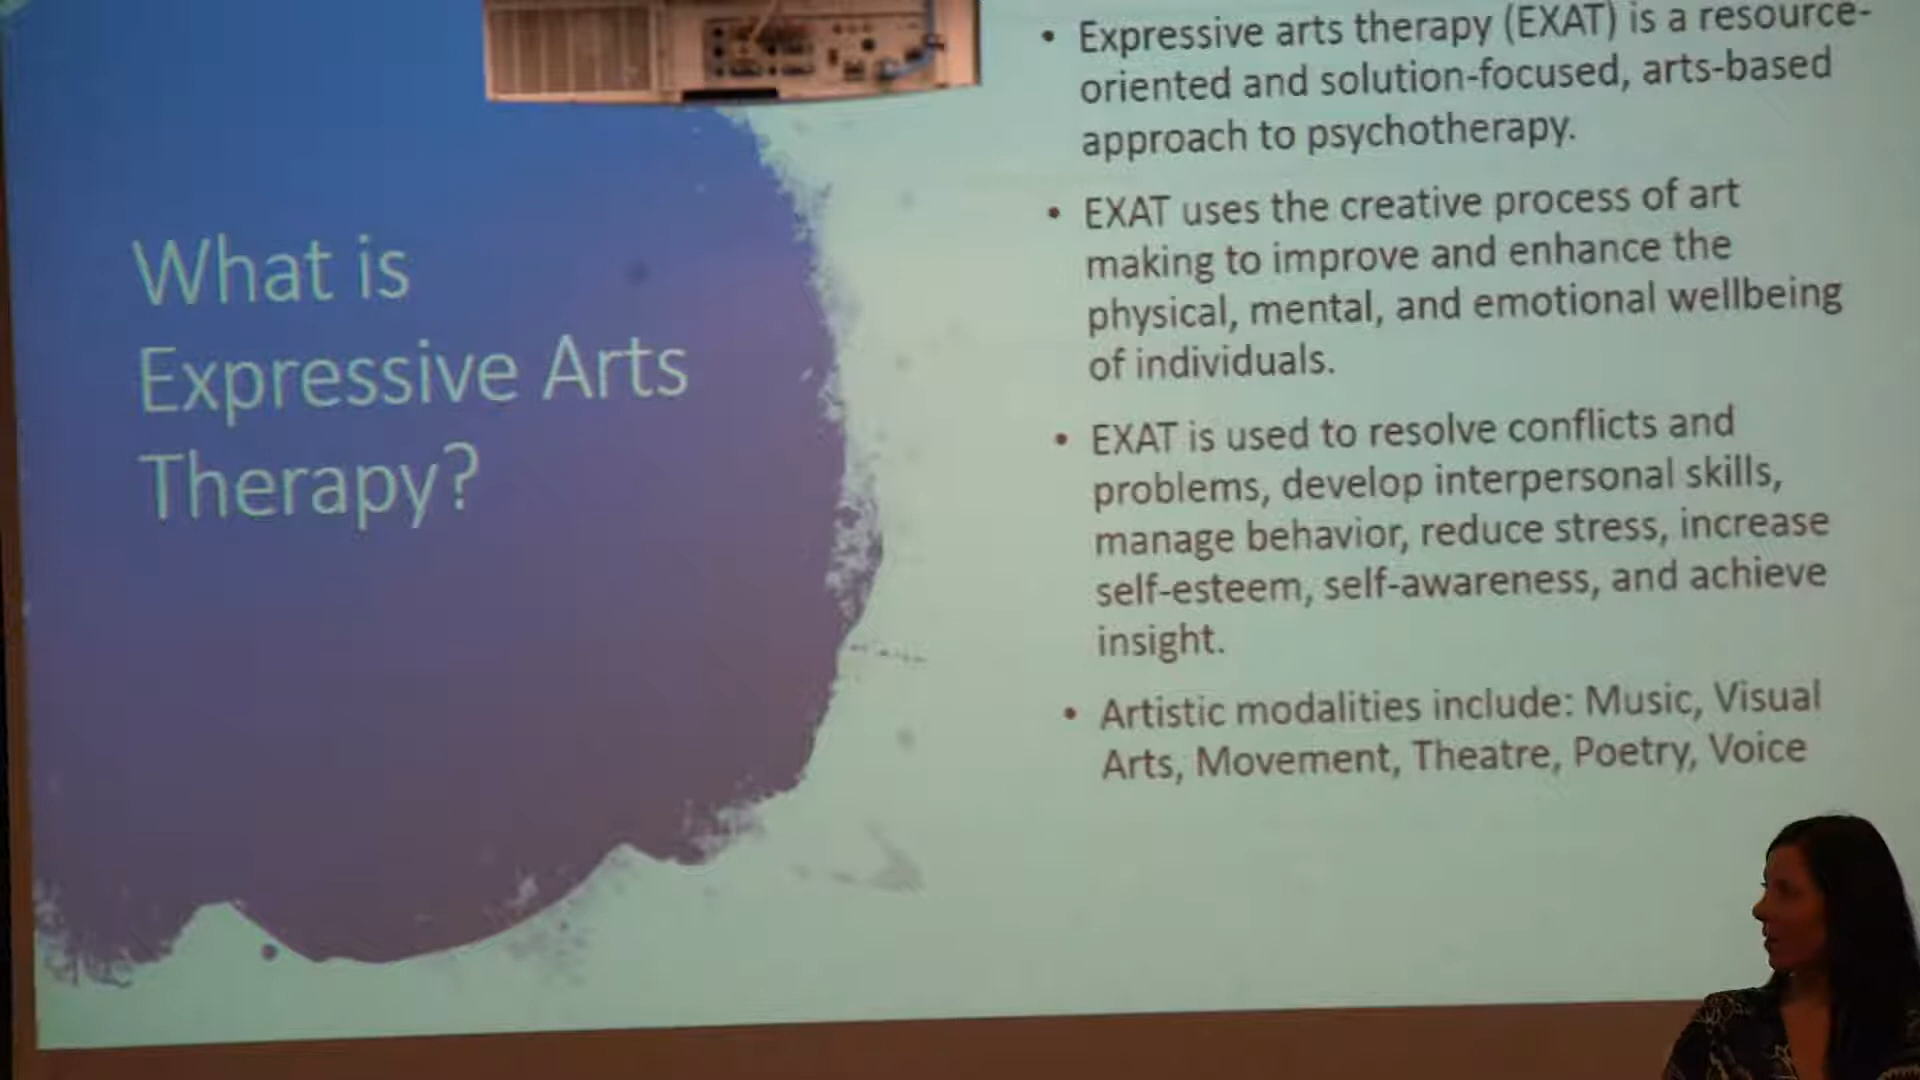 What is
Expressive Arts
Therapy?
• Expressive arts therapy (EXAT) is a resource-
oriented and solution-focused, arts-based
approach to psychotherapy.
• EXAT uses the creative process of art
making to improve and enhance the
physical, mental, and emotional wellbeing
of individuals.
• EXAT is used to resolve conflicts and
problems, develop interpersonal skills,
manage behavior, reduce stress, increase
self-esteem, self-awareness, and achieve
insight.
• Artistic modalities include: Music, Visual
Arts, Movement, Theatre, Poetry, Voice